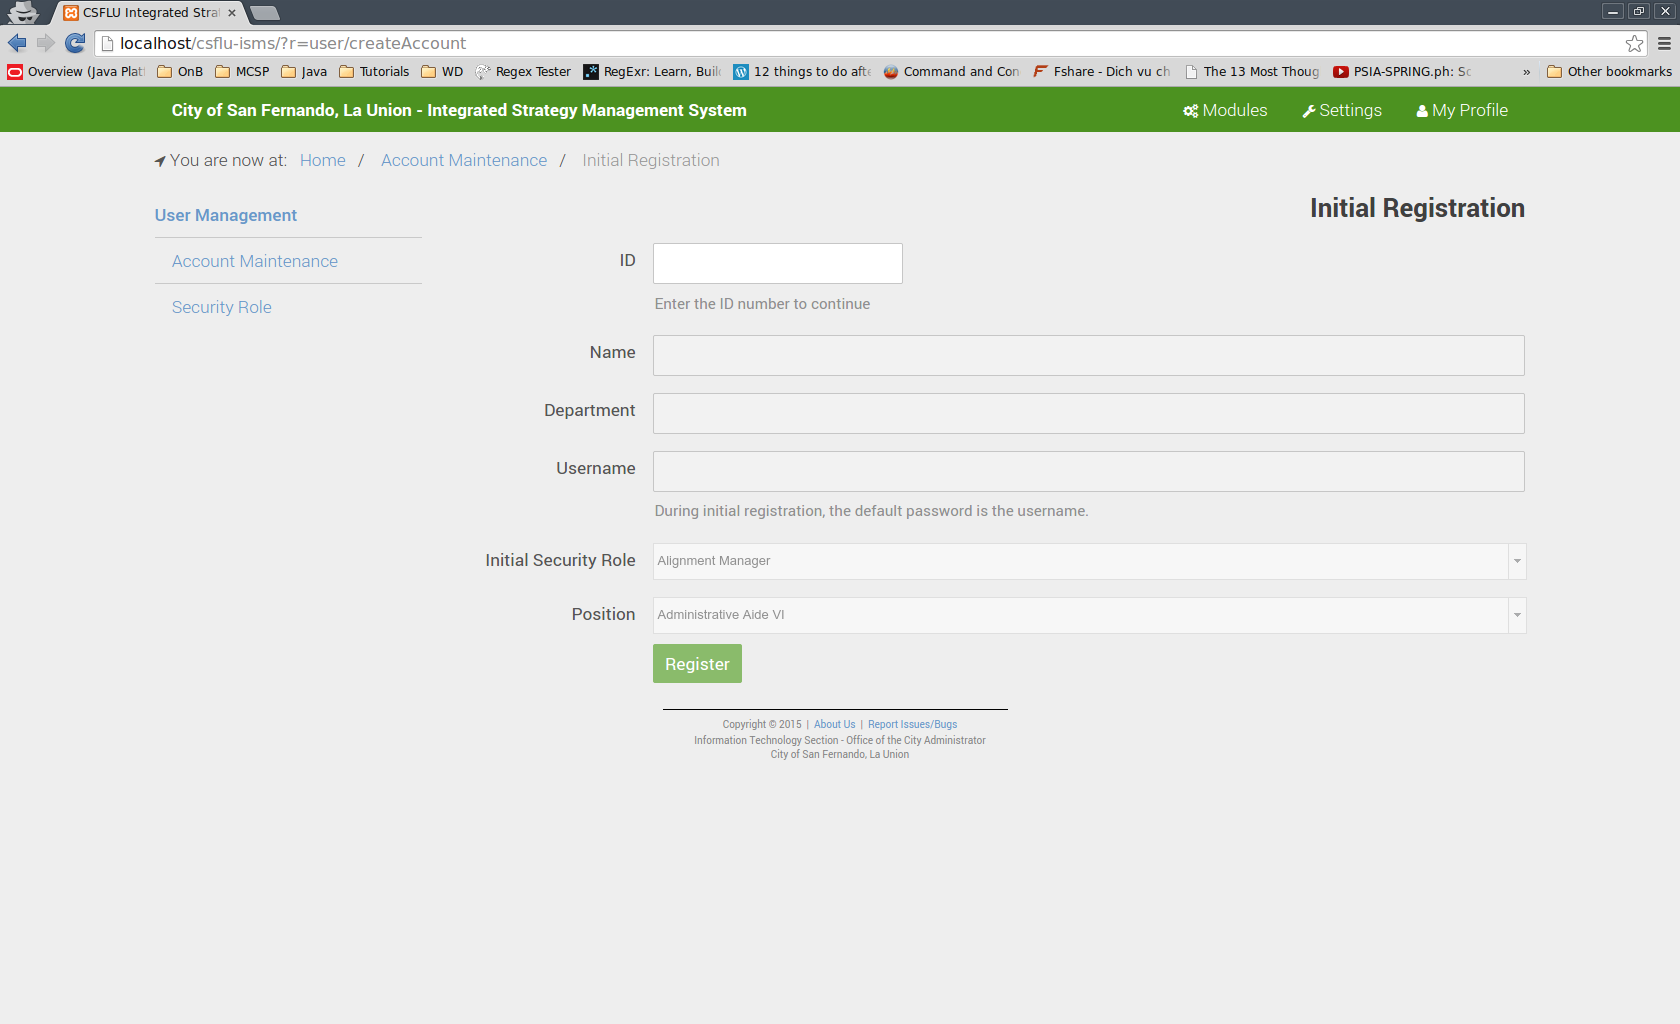 CSFLU Integrated Stra
localhost/csflu-isms/?r=user/createAccount
Overview (Java Plat
OnB
MCSP
Java
Tutorials
WD
Regex Tester
RegExr: Learn, Buil
12 things to do afte
Command and Con
Fshare - Dich vu ch
The 13 Most Thoug
PSIA-SPRING.ph: Sc
»
Other bookmarks
City of San Fernando, La Union - Integrated Strategy Management System
Modules
Settings
My Profile
You are now at: Home / Account Maintenance / Initial Registration
User Management
Account Maintenance
Security Role
Initial Registration
ID
Enter the ID number to continue
Name
Department
Username
During initial registration, the default password is the username.
Initial Security Role
Alignment Manager
Position
Administrative Aide VI
Register
Copyright © 2015 | About Us | Report Issues/Bugs
Information Technology Section - Office of the City Administrator
City of San Fernando, La Union